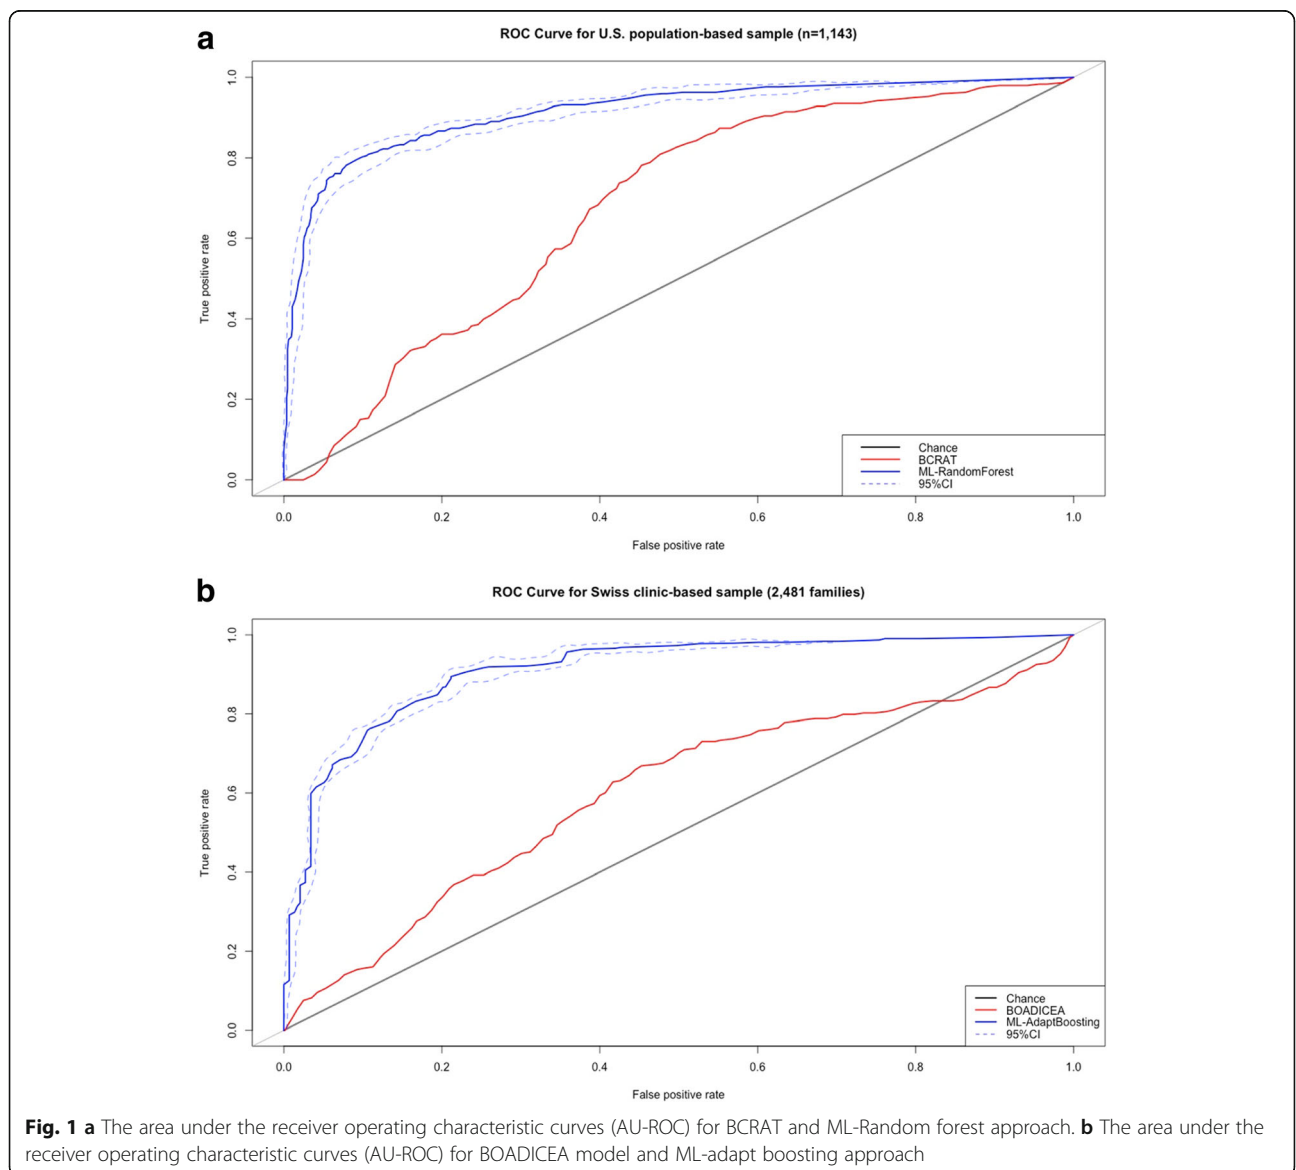 a
ROC Curve for U.S. population-based sample (n=1,143)
True positive rate
1.0
0.8
0.6
0.4
0.2
0.0
Chance
BCRAT
ML-RandomForest
95%CI
0.0 0.2 0.4 0.6 0.8 1.0
False positive rate
b
ROC Curve for Swiss clinic-based sample (2,481 families)
True positive rate
1.0
0.8
0.6
0.4
0.2
0.0
Chance
BOADICEA
ML-AdaptBoosting
95%CI
0.0 0.2 0.4 0.6 0.8 1.0
False positive rate
Fig. 1 a The area under the receiver operating characteristic curves (AU-ROC) for BCRAT and ML-Random forest approach. b The area under the
receiver operating characteristic curves (AU-ROC) for BOADICEA model and ML-adapt boosting approach